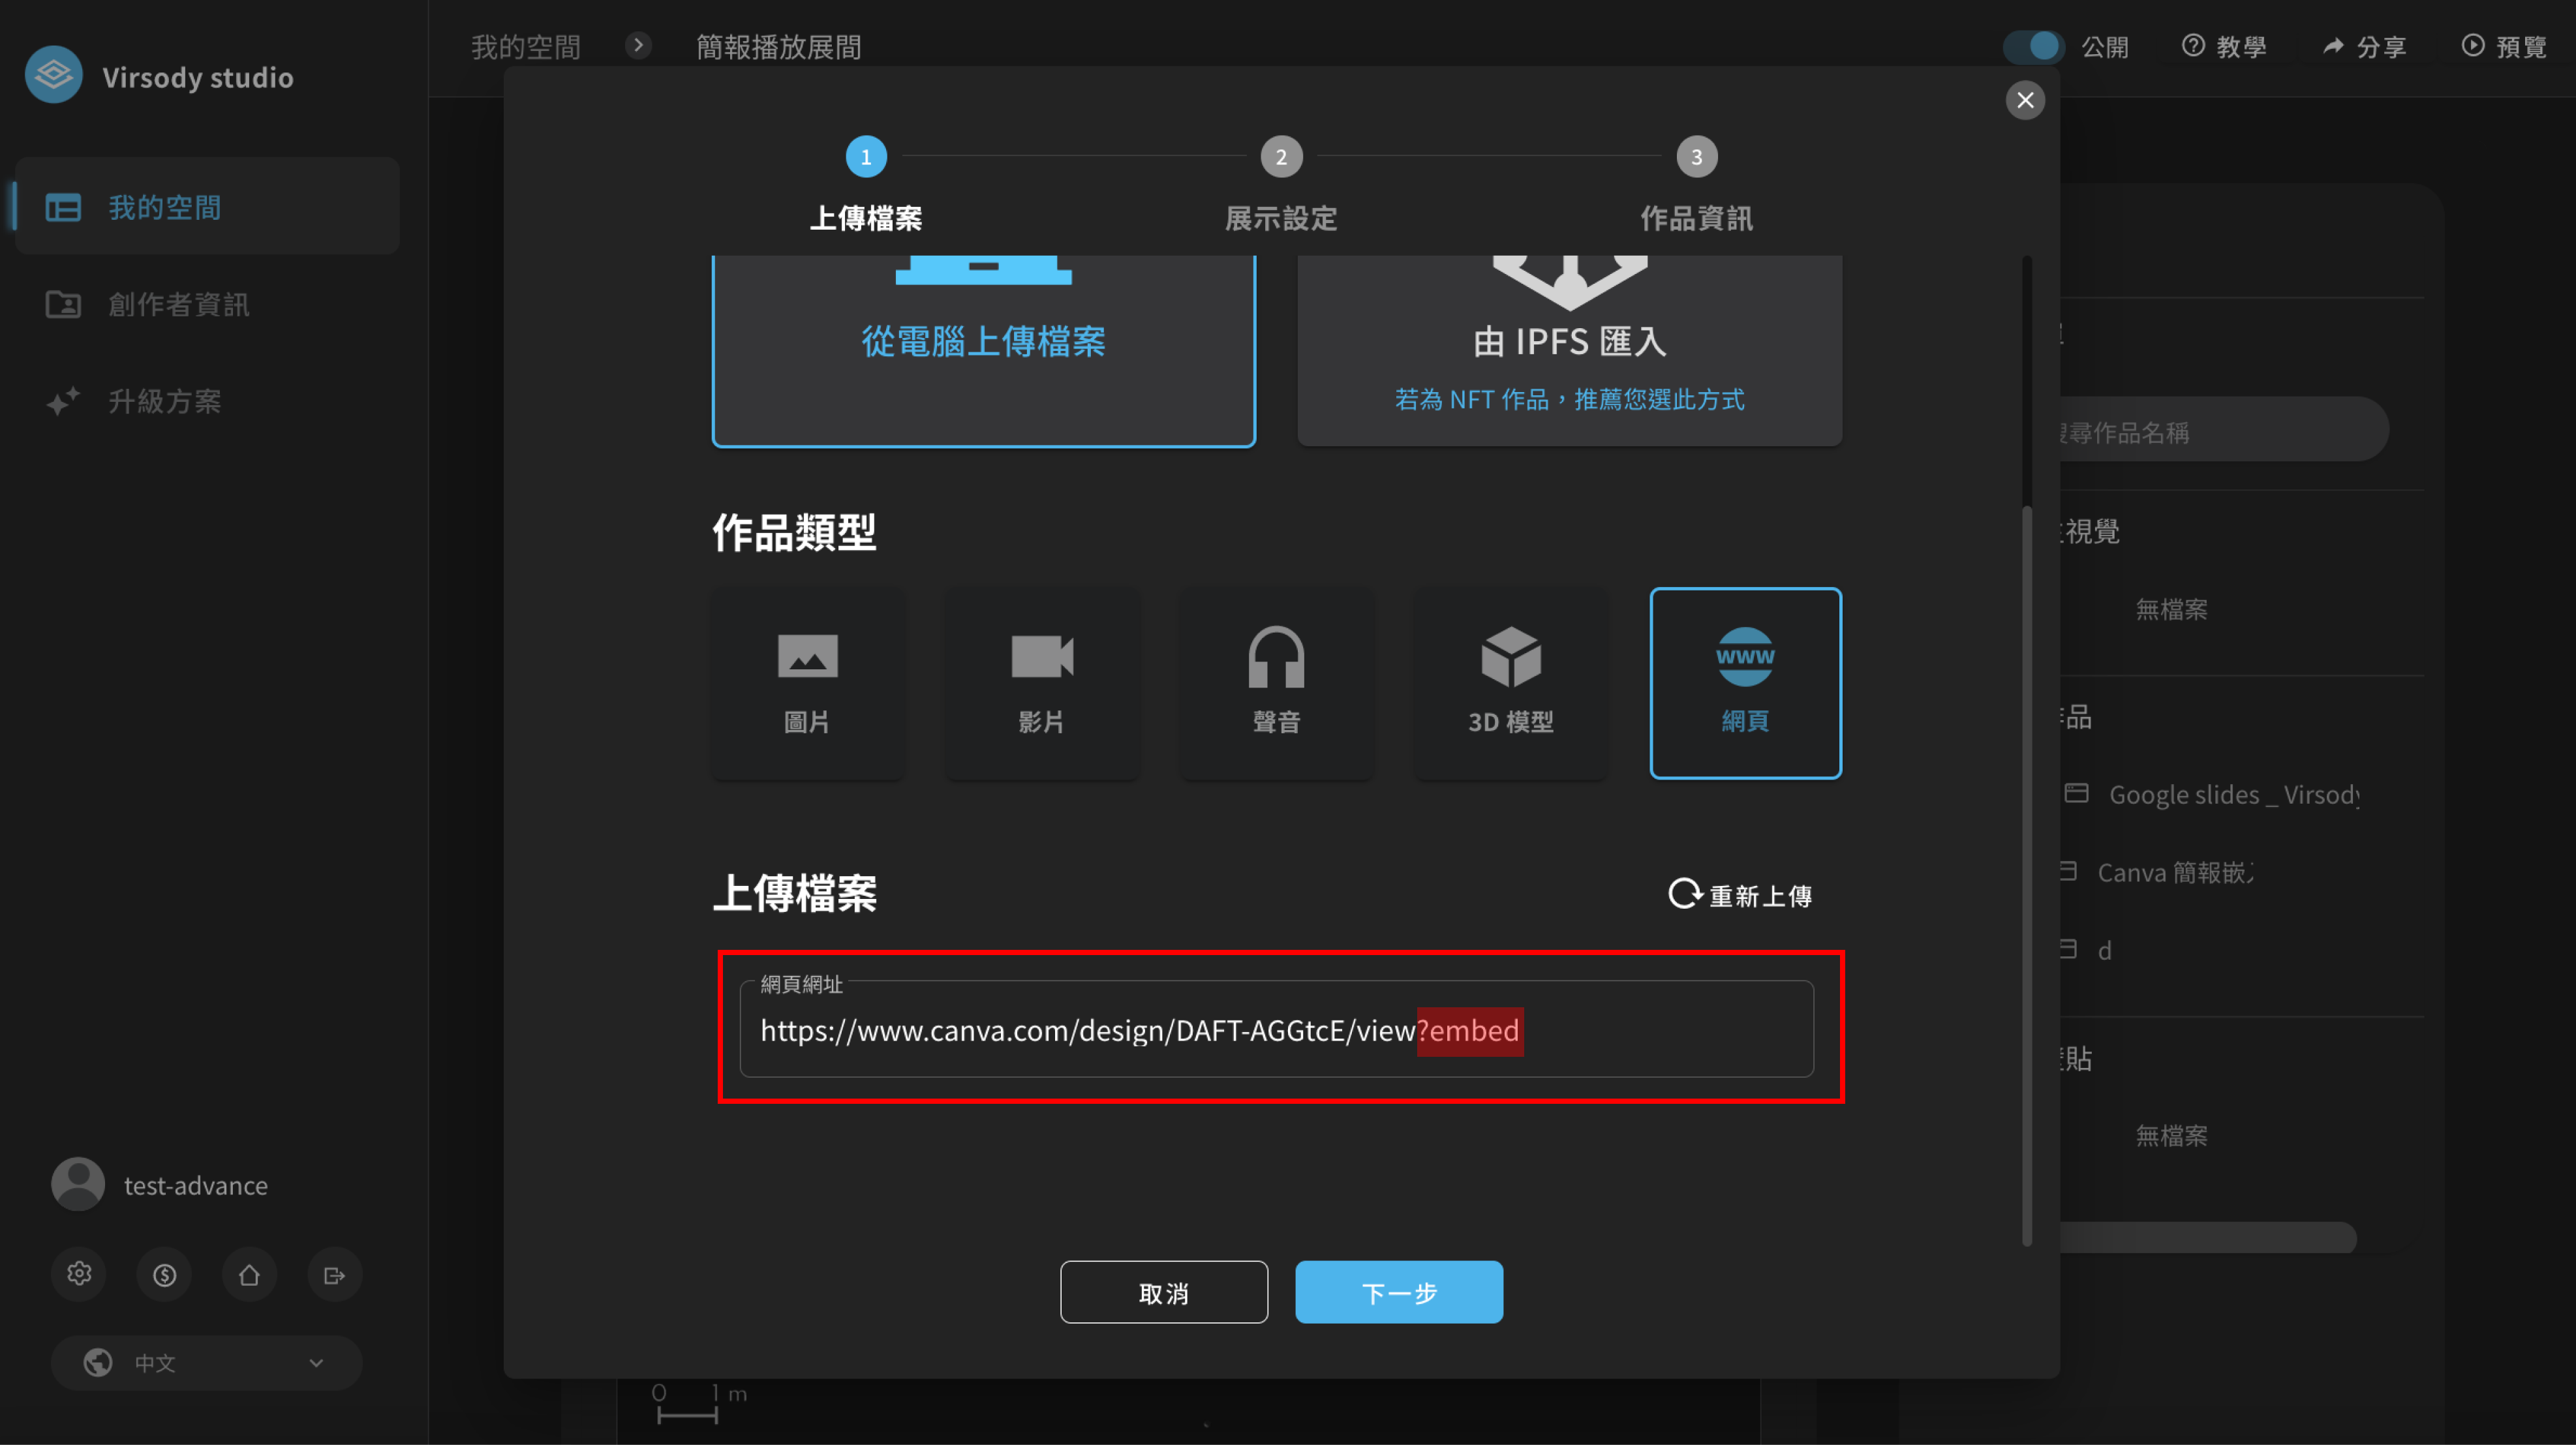 Virsody studio
我的空間
創作者資訊
升級方案
test-advance
中文
我的空間
簡報播放展間
公開
教學
分享
預覽
1
2
3
上傳檔案
展示設定
作品資訊
從電腦上傳檔案
由 IPFS 匯入
若為 NFT 作品，推薦您選此方式
作品類型
圖片
影片
聲音
3D 模型
www
網頁
上傳檔案
重新上傳
網頁網址
https://www.canva.com/design/DAFT-AGGtcE/view?embed
取消
下一步
0 1 m
尋作品名稱
視覺
無檔案
品
Google slides _ Virsody
Canva 簡報嵌
d
貼
無檔案